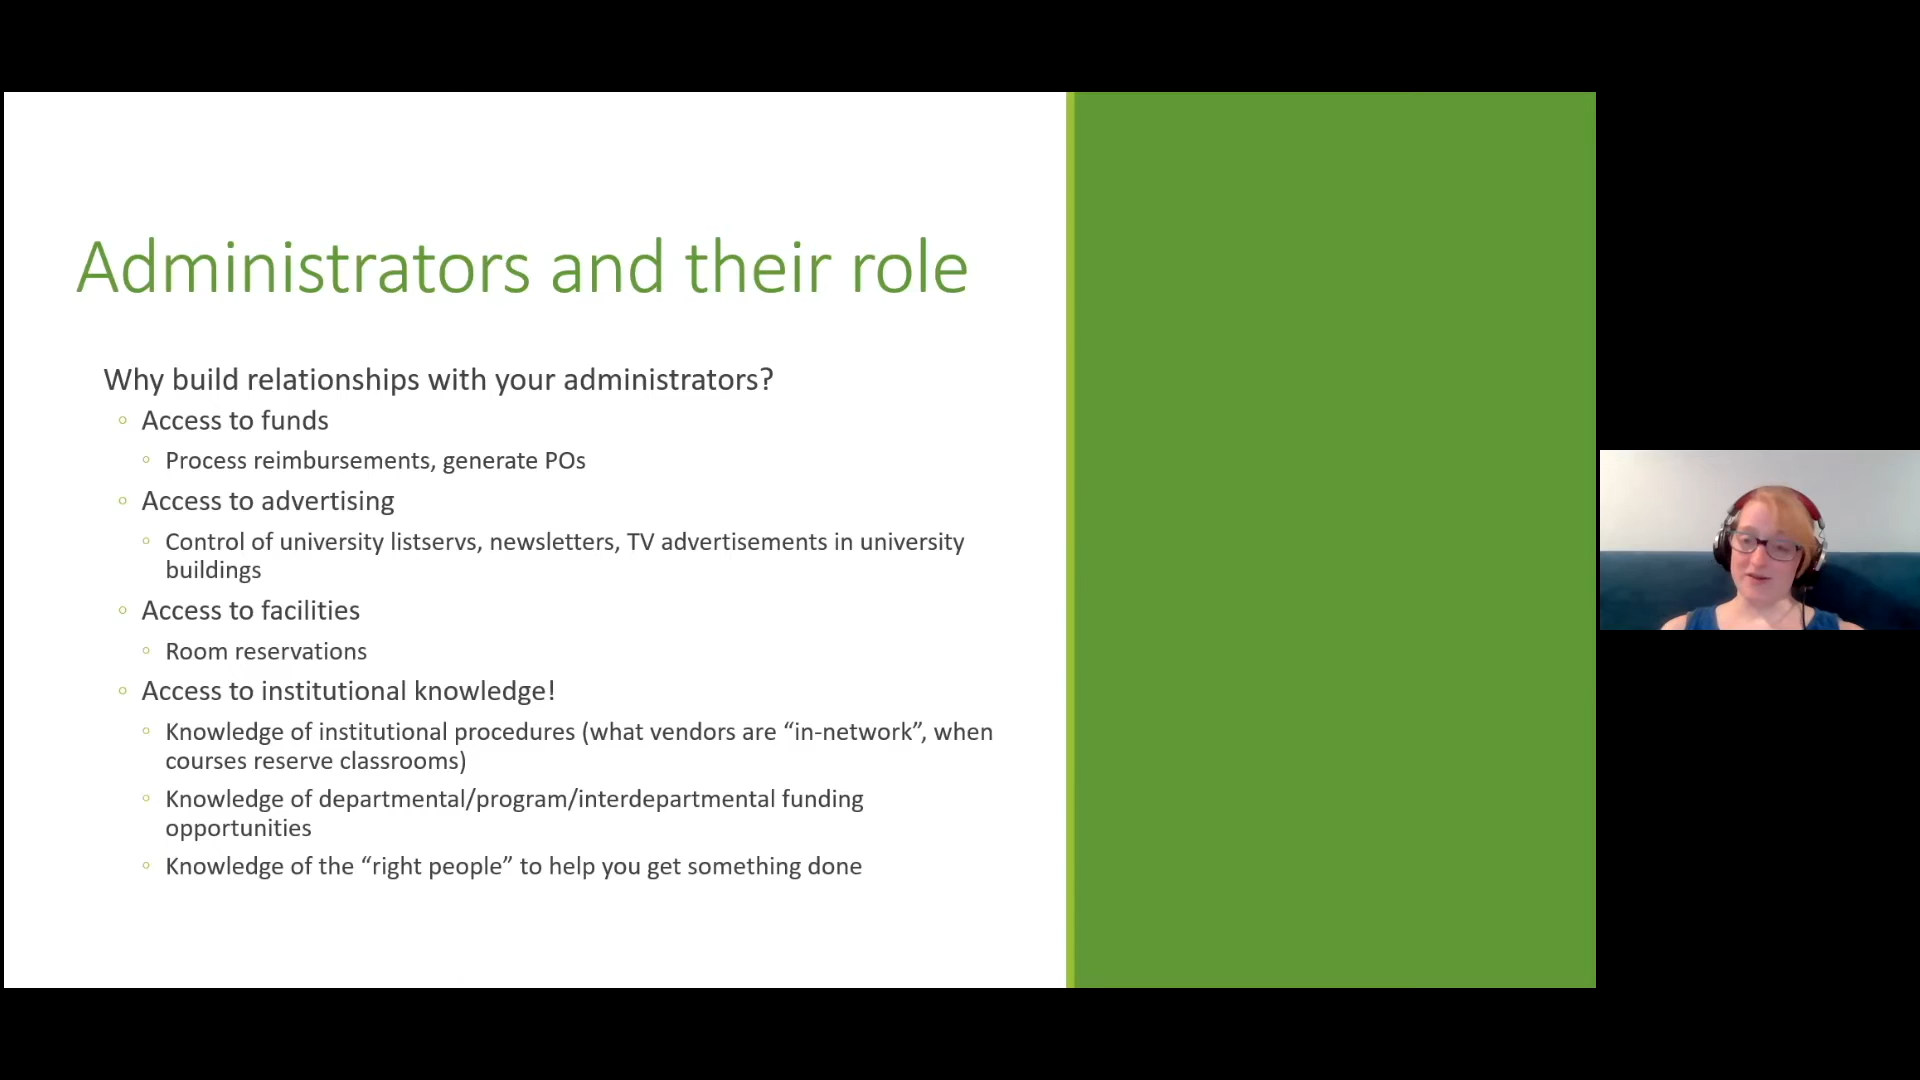 Administrators and their role
Why build relationships with your administrators?
Access to funds
Process reimbursements, generate POs
Access to advertising
Control of university listservs, newsletters, TV advertisements in university
buildings
Access to facilities
Room reservations
Access to institutional knowledge!
Knowledge of institutional procedures (what vendors are “in-network”, when
courses reserve classrooms)
Knowledge of departmental/program/interdepartmental funding
opportunities
Knowledge of the “right people” to help you get something done